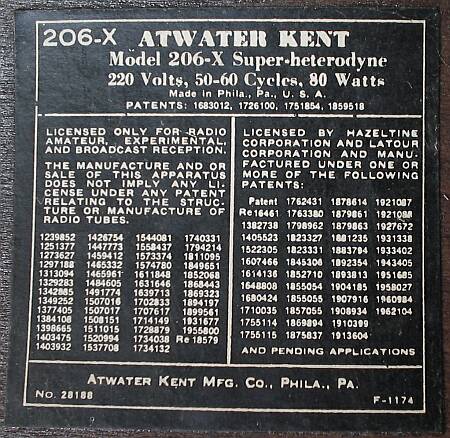 206-X ATWATER KENT
Model 206-X Super-heterodyne
220 Volts, 50-60 Cycles, 80 Watts
Made in Phila., Pa., U. S. A.
PATENTS: 1683012, 1726100, 1751854, 1859518
LICENSED ONLY FOR RADIO
AMATEUR, EXPERIMENTAL,
AND BROADCAST RECEPTION.
THE MANUFACTURE AND/OR
SALE OF THIS APPARATUS
DOES NOT IMPLY ANY LI-
CENSE UNDER ANY PATENT
RELATING TO THE STRUC-
TURE OR MANUFACTURE OF
RADIO TUBES.
1239852 1426754 1544081 1740331
1251377 1447773 1558437 1794214
1273627 1459412 1573374 1811095
1297188 1465332 1574780 1849651
1313094 1465961 1618440 1852068
1329283 1484605 1631646 1868443
1342885 1491774 1639713 1869323
1349252 1507016 1702833 1894197
1377405 1507017 1707617 1899561
1384108 1508151 1714149 1931677
1398665 1511015 1728879 1955800
1403475 1520994 1734038 Re 18579
1403932 1537708 1734132
LICENSED BY HAZELTINE
CORPORATION AND LATOUR
CORPORATION AND MANU-
FACTURED UNDER ONE OR
MORE OF THE FOLLOWING
PATENTS:
Patent 1762431 1878614 1921087
Re 16461 1763380 1879861 1921088
1382738 1798962 1879863 1927672
1405523 1823327 1881235 1931338
1522305 1823331 1883794 1933402
1607466 1845306 1892354 1943405
1614136 1852710 1893813 1951685
1648808 1855054 1904185 1958027
1680424 1855055 1907916 1960984
1710035 1857055 1908934 1962104
1755114 1869894 1910399
1755115 1875837 1913604
AND PENDING APPLICATIONS
ATWATER KENT MFG. CO., PHILA., PA.
No. 28188 F-1174